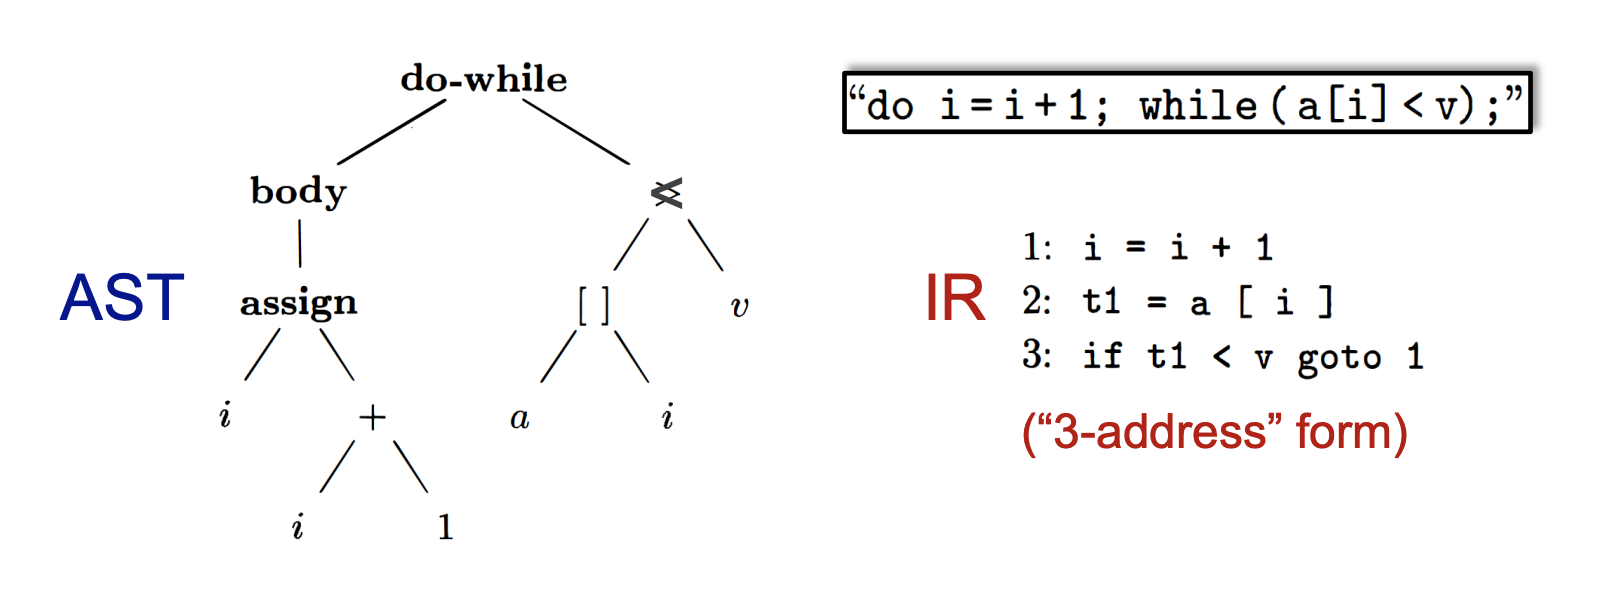 do-while
"do i=i+1; while(a[i]<v);"
body
<
AST
assign
[ ]
v
i
+
a
i
i
1
IR
1: i = i + 1
2: t1 = a [ i ]
3: if t1 < v goto 1
("3-address" form)